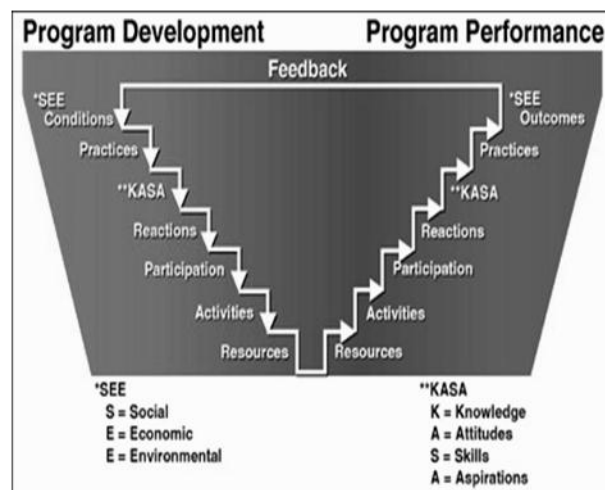 Program Development
Program Performance
Feedback
*SEE
Conditions
Practices
**KASA
Reactions
Participation
Activities
Resources
*SEE
Outcomes
Practices
**KASA
Reactions
Participation
Activities
Resources
*SEE
S = Social
E = Economic
E = Environmental
**KASA
K = Knowledge
A = Attitudes
S = Skills
A = Aspirations